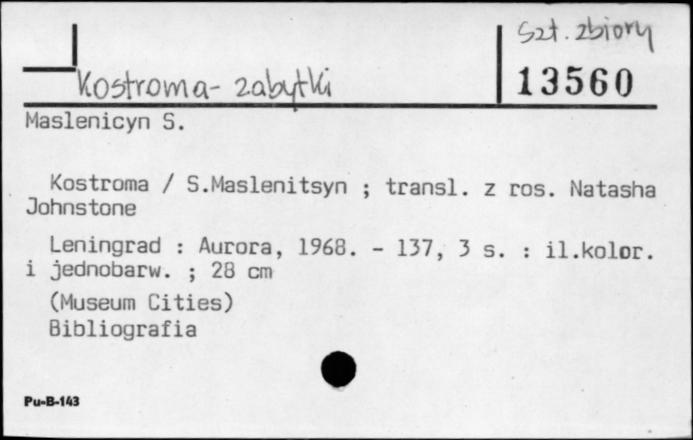 Szt. zbiory
Kostroma- zabytki
13560
Maslenicyn S.
Kostroma / S.Maslenitsyn ; transl. z ros. Natasha
Johnstone
Leningrad : Aurora, 1968. - 137, 3 s. : il.kolor.
i jednobarw. ; 28 cm
(Museum Cities)
Bibliografia
Pu-B-143